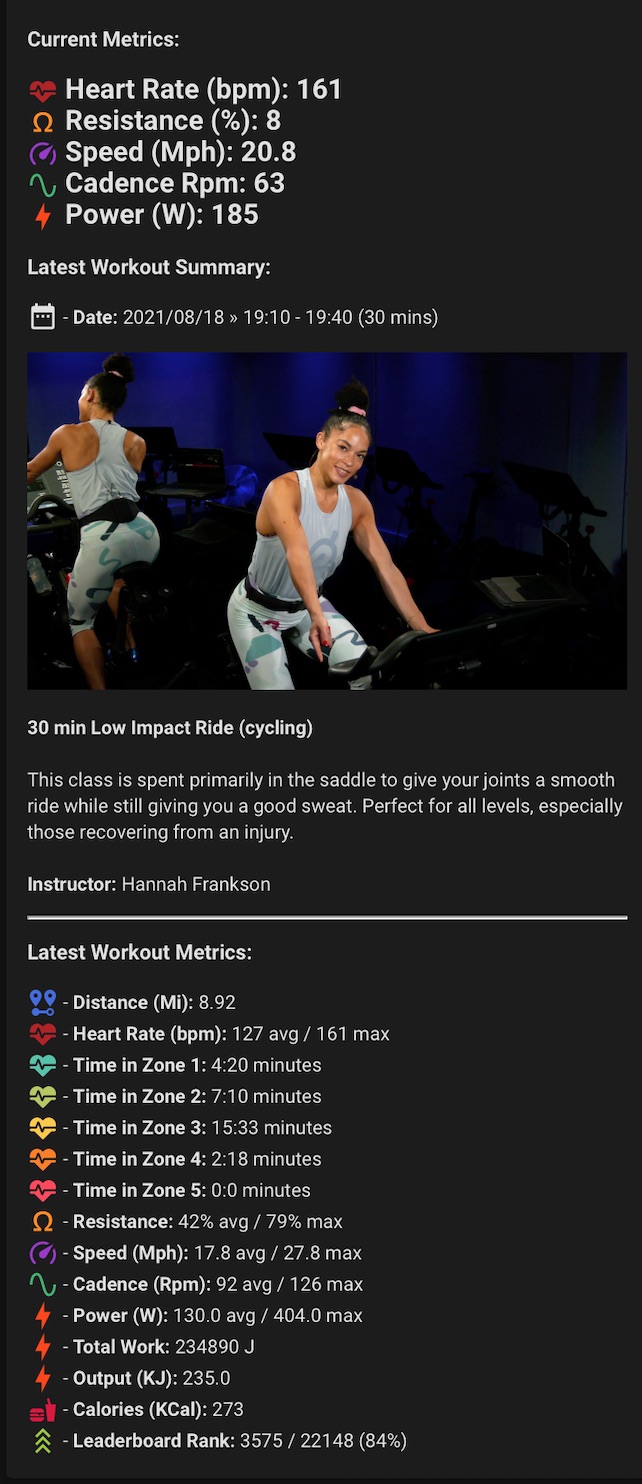 Current Metrics:
Heart Rate (bpm): 161
Resistance (%): 8
Speed (Mph): 20.8
Cadence Rpm: 63
Power (W): 185
Latest Workout Summary:
- Date: 2021/08/18 » 19:10 - 19:40 (30 mins)
30 min Low Impact Ride (cycling)
This class is spent primarily in the saddle to give your joints a smooth
ride while still giving you a good sweat. Perfect for all levels, especially
those recovering from an injury.
Instructor: Hannah Frankson
Latest Workout Metrics:
- Distance (Mi): 8.92
- Heart Rate (bpm): 127 avg / 161 max
- Time in Zone 1: 4:20 minutes
- Time in Zone 2: 7:10 minutes
- Time in Zone 3: 15:33 minutes
- Time in Zone 4: 2:18 minutes
- Time in Zone 5: 0:0 minutes
- Resistance: 42% avg / 79% max
- Speed (Mph): 17.8 avg / 27.8 max
- Cadence (Rpm): 92 avg / 126 max
- Power (W): 130.0 avg / 404.0 max
- Total Work: 234890 J
- Output (KJ): 235.0
- Calories (KCal): 273
- Leaderboard Rank: 3575 / 22148 (84%)